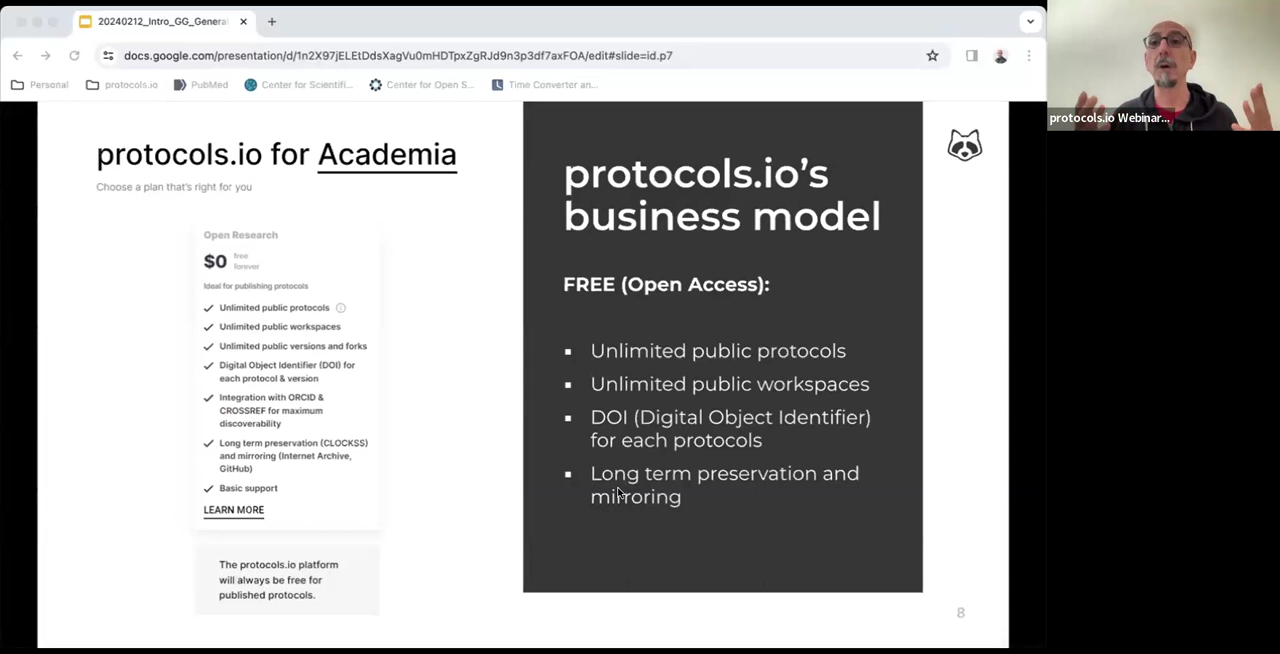 20240212_Intro_GG_General
docs.google.com/presentation/d/1n2X97jELEtDdsXagVu0mHDTpxZgRJd9n3p3df7axFOA/edit#slide=id.p7
Personal
protocols.io
PubMed
Center for Scientifi...
Center for Open S...
Time Converter an...
protocols.io Webinar...
protocols.io for Academia
Choose a plan that's right for you
Open Research
$0 free
forever
Ideal for publishing protocols
Unlimited public protocols
Unlimited public workspaces
Unlimited public versions and forks
Digital Object Identifier (DOI) for
each protocol & version
Integration with ORCID &
CROSSREF for maximum
discoverability
Long term preservation (CLOCKSS)
and mirroring (Internet Archive,
GitHub)
Basic support
LEARN MORE
The protocols.io platform
will always be free for
published protocols.
protocols.io’s
business model
FREE (Open Access):
Unlimited public protocols
Unlimited public workspaces
DOI (Digital Object Identifier)
for each protocols
Long term preservation and
mirroring
8